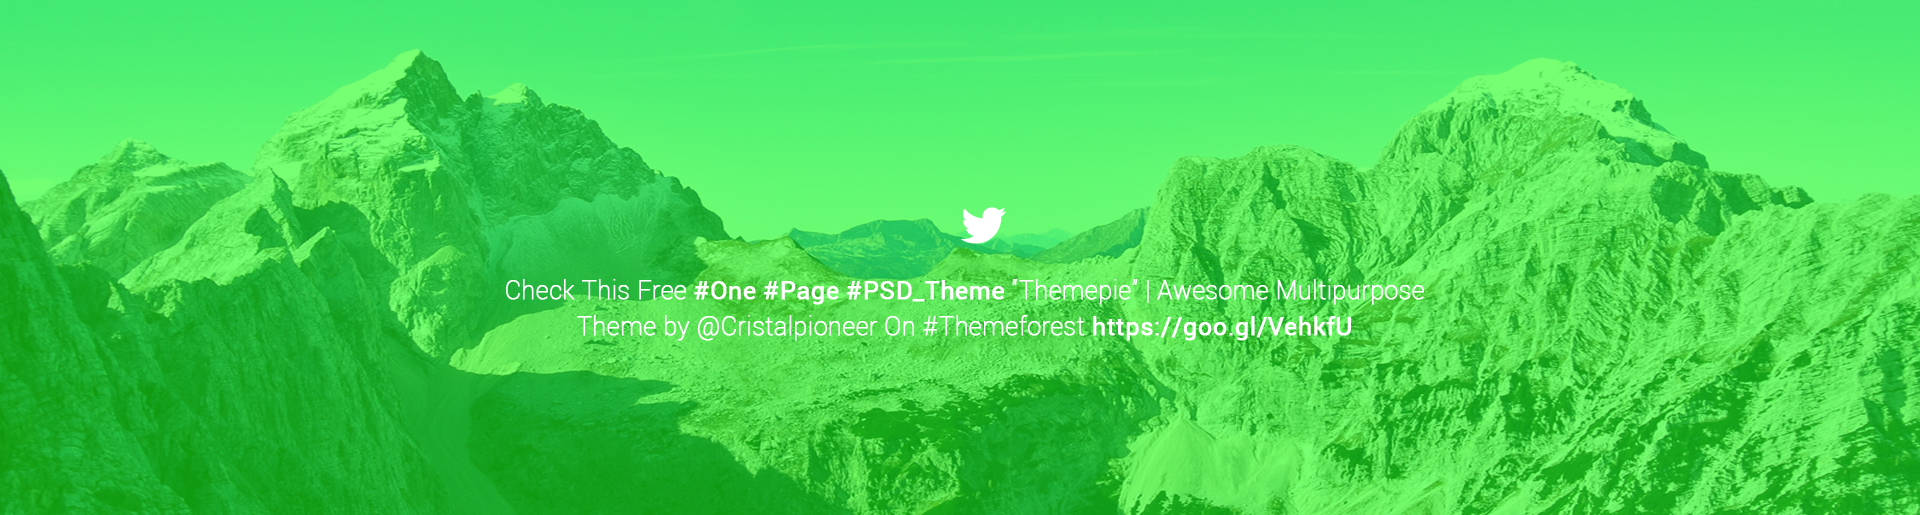 Check This Free #One #Page #PSD_Theme "Themepie" | Awesome Multipurpose
Theme by @Cristalpioneer On #Themeforest https://goo.gl/VehkfU